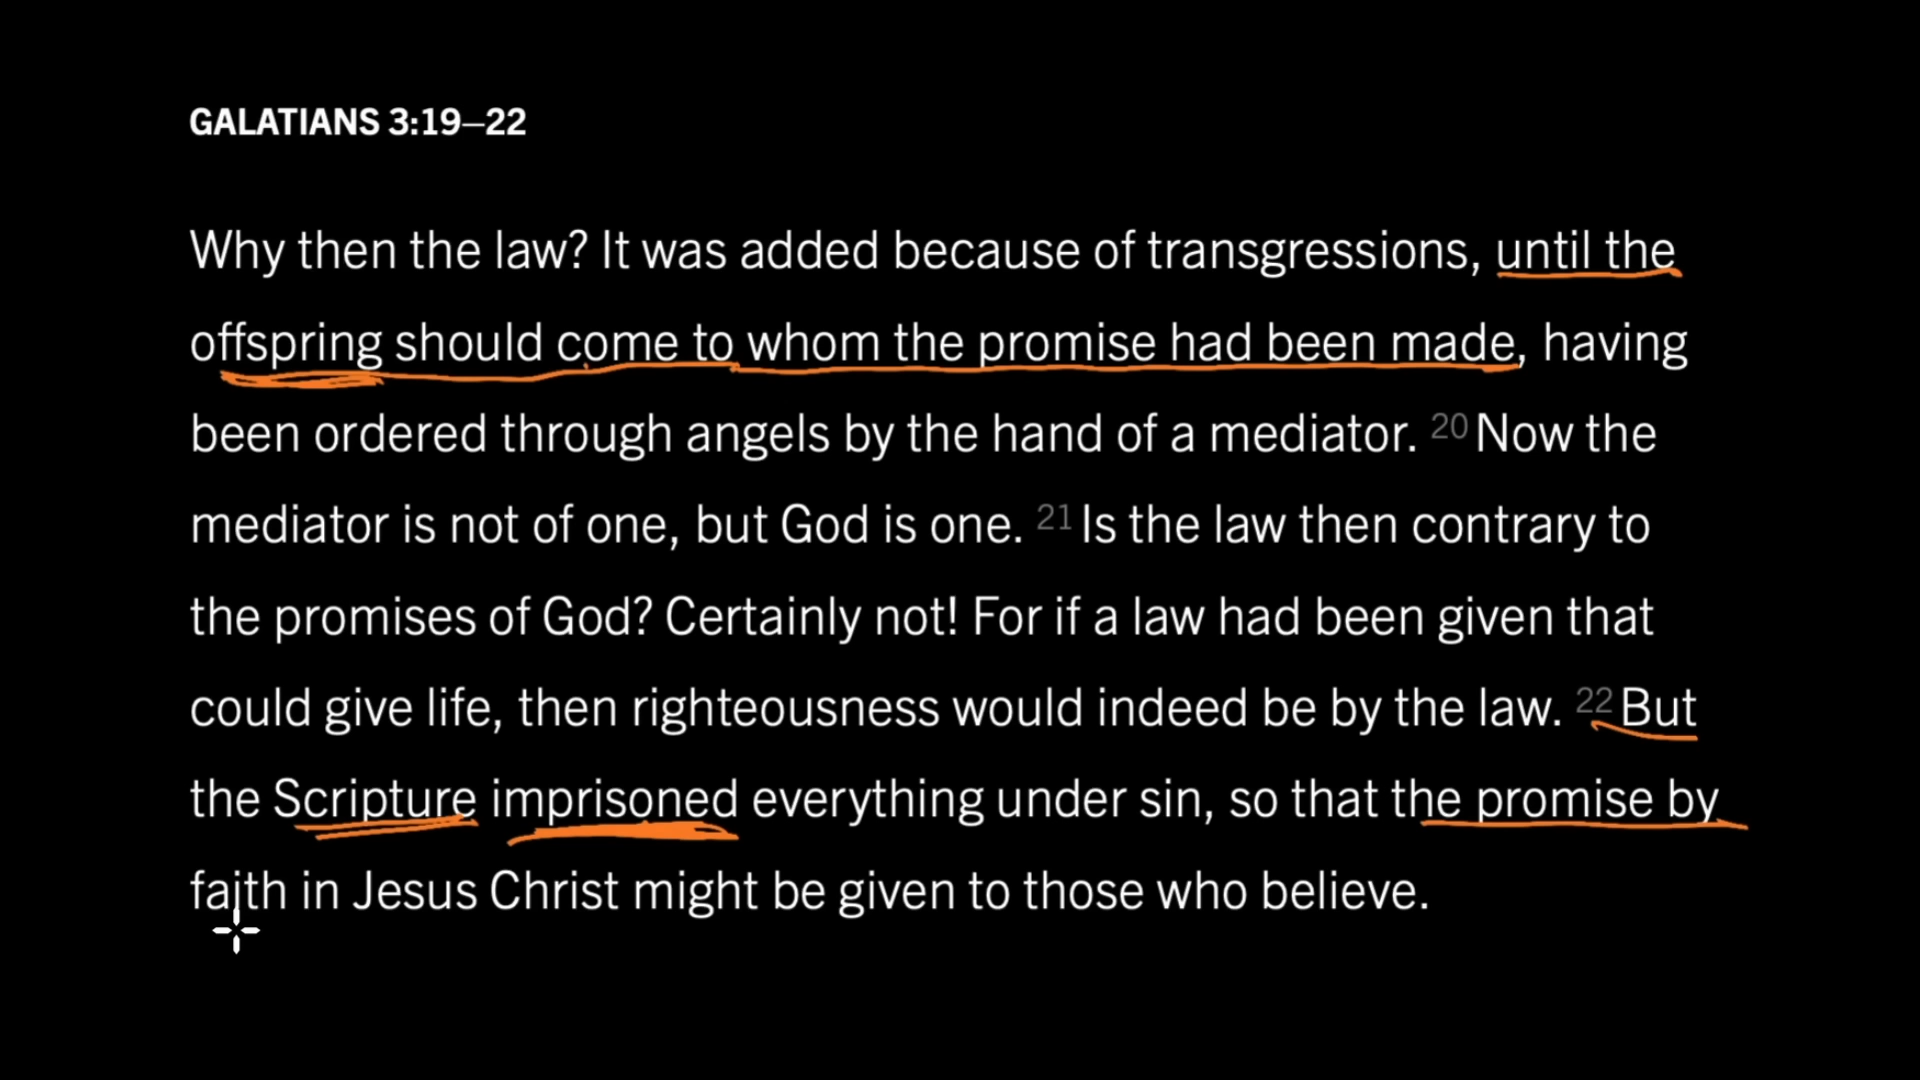 GALATIANS 3:19–22
Why then the law? It was added because of transgressions, until the
offspring should come to whom the promise had been made, having
been ordered through angels by the hand of a mediator. 20 Now the
mediator is not of one, but God is one. 21 Is the law then contrary to
the promises of God? Certainly not! For if a law had been given that
could give life, then righteousness would indeed be by the law. 22 But
the Scripture imprisoned everything under sin, so that the promise by
faith in Jesus Christ might be given to those who believe.